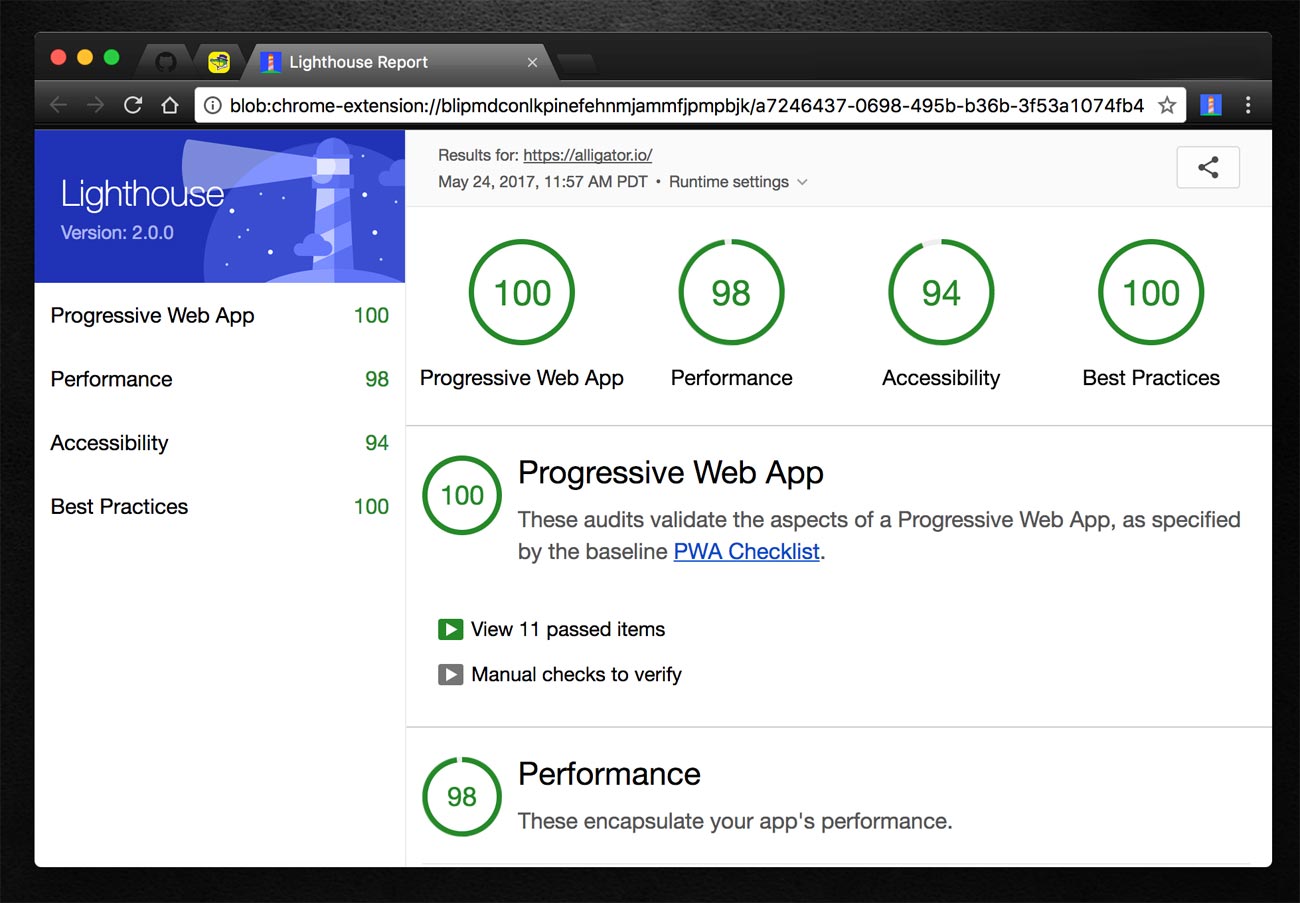 Lighthouse Report
blob:chrome-extension://blipmdconlkpinefehnmjammfjpmpbjk/a7246437-0698-495b-b36b-3f53a1074fb4
Lighthouse
Version: 2.0.0
Progressive Web App 100
Performance 98
Accessibility 94
Best Practices 100
Results for: https://alligator.io/
May 24, 2017, 11:57 AM PDT • Runtime settings
100 98 94 100
Progressive Web App Performance Accessibility Best Practices
100
Progressive Web App
These audits validate the aspects of a Progressive Web App, as specified
by the baseline PWA Checklist.
View 11 passed items
Manual checks to verify
98
Performance
These encapsulate your app's performance.